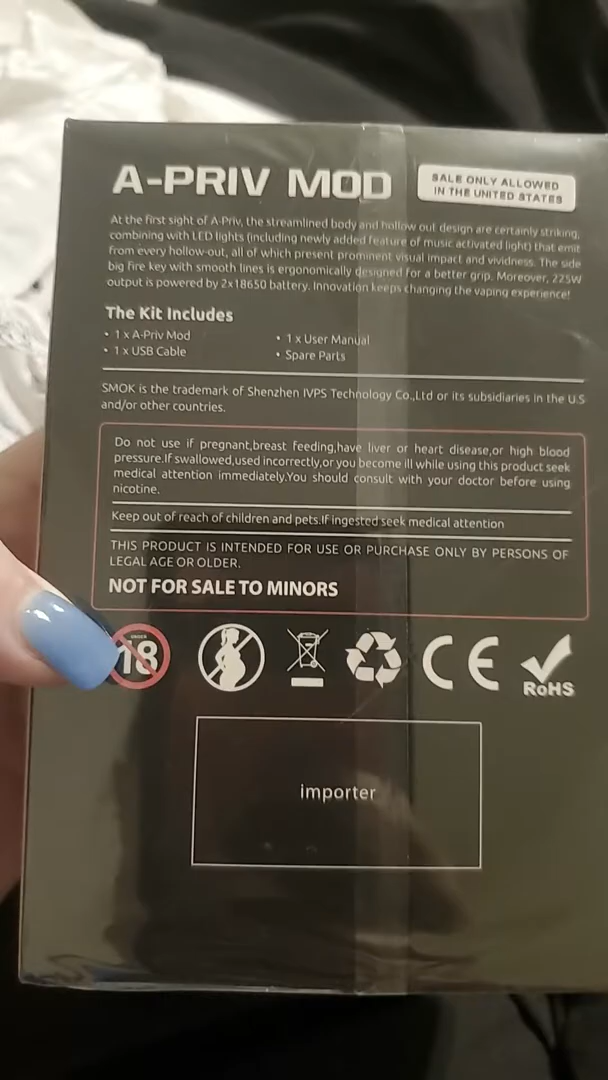 A-PRIV MOD
SALE ONLY ALLOWED
IN THE UNITED STATES
At the first sight of A-Priv, the streamlined body and hollow out design are certainly striking,
combining with LED lights (including newly added feature of music activated light) that emit
from every hollow-out, all of which present prominent visual impact and vividness. The side
big fire key with smooth lines is ergonomically designed for a better grip. Moreover, 225W
output is powered by 2x18650 battery. Innovation keeps changing the vaping experience!
The Kit Includes
• 1 x A-Priv Mod
• 1 x USB Cable
• 1 x User Manual
• Spare Parts
SMOK is the trademark of Shenzhen IVPS Technology Co.,Ltd or its subsidiaries in the U.S
and/or other countries.
Do not use if pregnant,breast feeding,have liver or heart disease,or high blood
pressure.If swallowed,used incorrectly,or you become ill while using this product seek
medical attention immediately.You should consult with your doctor before using
nicotine.
Keep out of reach of children and pets.If ingested seek medical attention
THIS PRODUCT IS INTENDED FOR USE OR PURCHASE ONLY BY PERSONS OF
LEGAL AGE OR OLDER.
NOT FOR SALE TO MINORS
UNDER
18
CE
RoHS
importer